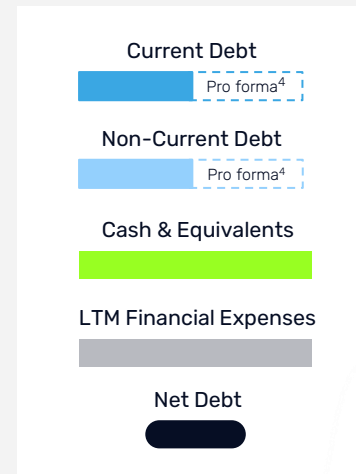 Current Debt
Pro forma⁴
Non-Current Debt
Pro forma⁴
Cash & Equivalents
LTM Financial Expenses
Net Debt